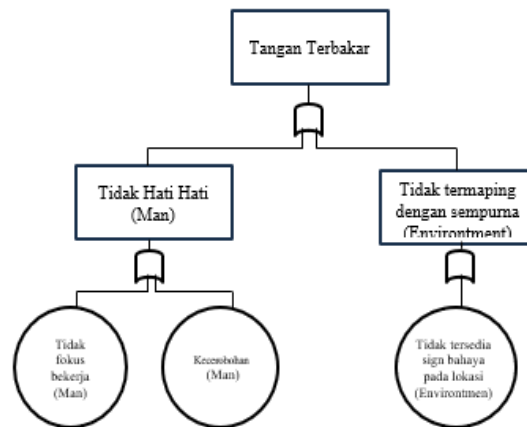 Tangan Terbakar
Tidak Hati Hati
(Man)
Tidak termaping
dengan sempurna
(Environtment)
Tidak
fokus
bekerja
(Man)
Kecerobohan
(Man)
Tidak tersedia
sign bahaya
pada lokasi
(Environtmen)